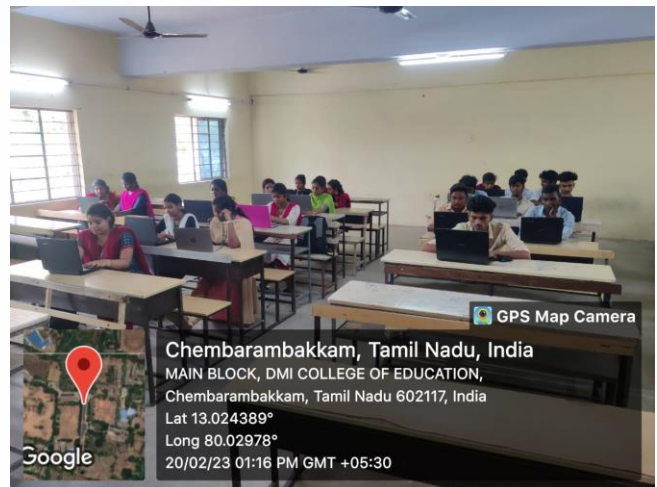 GPS Map Camera
Chembarambakkam, Tamil Nadu, India
MAIN BLOCK, DMI COLLEGE OF EDUCATION,
Chembarambakkam, Tamil Nadu 602117, India
Lat 13.024389°
Long 80.02978°
20/02/23 01:16 PM GMT +05:30
Google